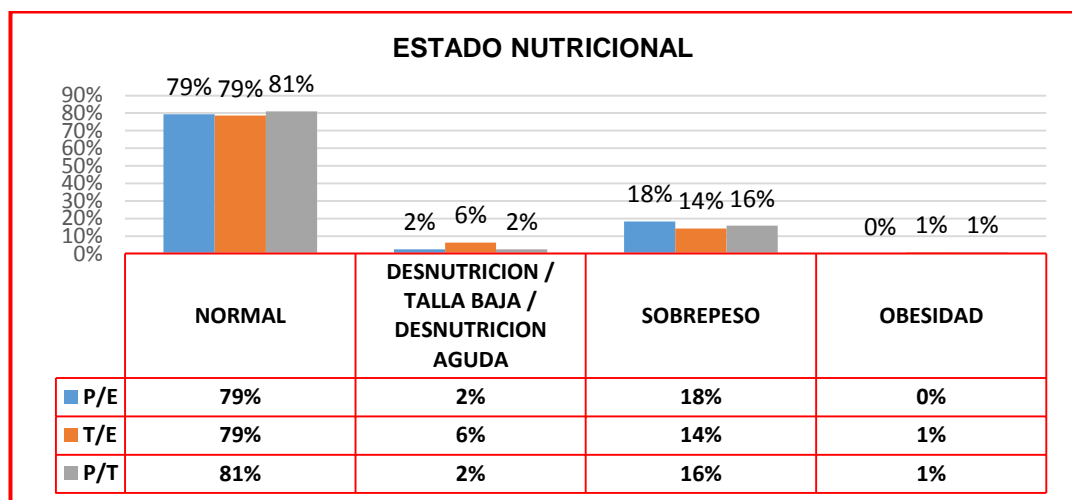 ESTADO NUTRICIONAL
79% 79% 81%
2% 6% 2%
18% 14% 16%
0% 1% 1%
90%
80%
70%
60%
50%
40%
30%
20%
10%
0%
NORMAL
DESNUTRICION /
TALLA BAJA /
DESNUTRICION
AGUDA
SOBREPESO
OBESIDAD
P/E 79% 2% 18% 0%
T/E 79% 6% 14% 1%
P/T 81% 2% 16% 1%